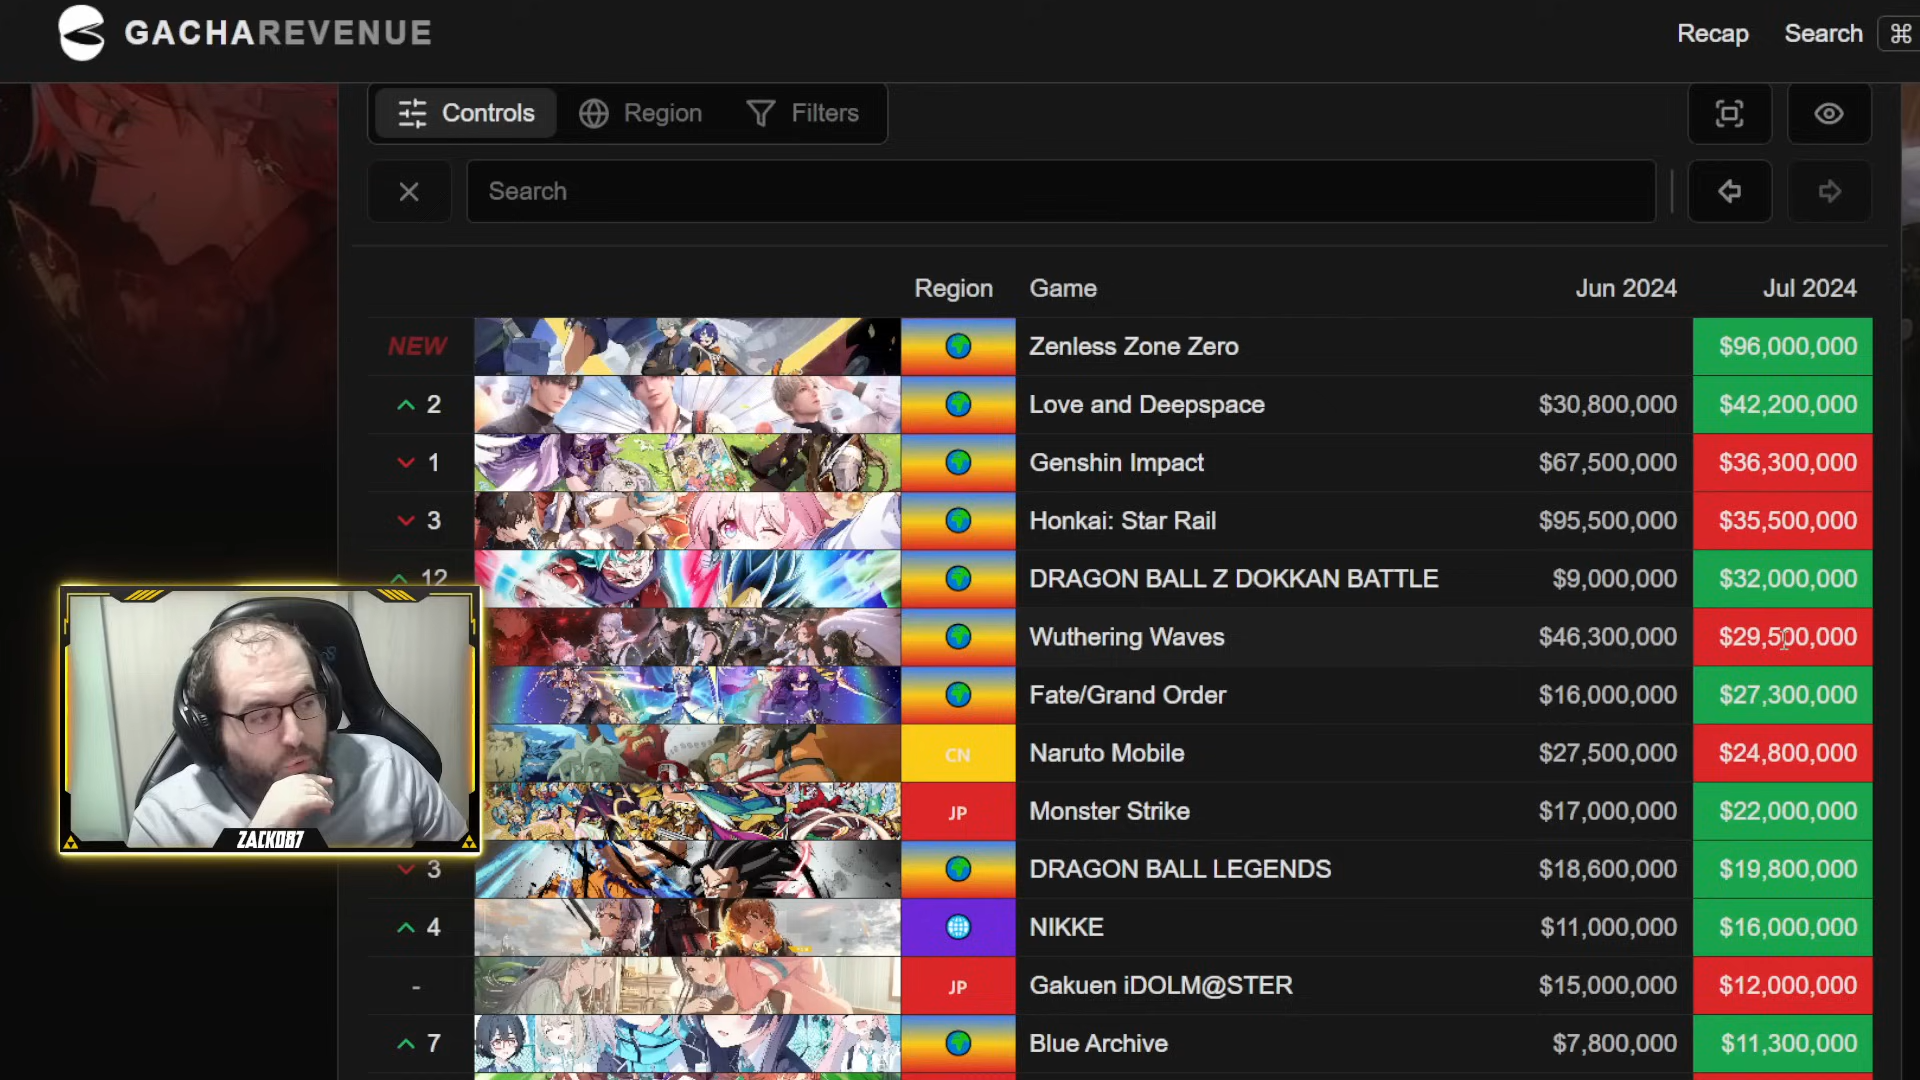 GACHAREVENUE
Recap Search ⌘
Controls Region Filters
Search
Region Game Jun 2024 Jul 2024
NEW Zenless Zone Zero $96,000,000
2 Love and Deepspace $30,800,000 $42,200,000
1 Genshin Impact $67,500,000 $36,300,000
3 Honkai: Star Rail $95,500,000 $35,500,000
12 DRAGON BALL Z DOKKAN BATTLE $9,000,000 $32,000,000
Wuthering Waves $46,300,000 $29,500,000
Fate/Grand Order $16,000,000 $27,300,000
CN Naruto Mobile $27,500,000 $24,800,000
JP Monster Strike $17,000,000 $22,000,000
ZACK087
3 DRAGON BALL LEGENDS $18,600,000 $19,800,000
4 NIKKE $11,000,000 $16,000,000
- JP Gakuen iDOLM@STER $15,000,000 $12,000,000
7 Blue Archive $7,800,000 $11,300,000